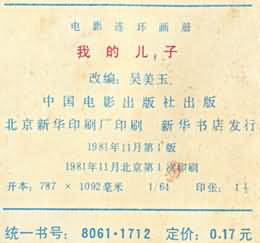 电影连环画册
我的儿子
改编：吴美玉
中国电影出版社出版
北京新华印刷厂印刷 新华书店发行
1981年11月第1版
1981年11月北京第1次印刷
开本：787 × 1092毫米 1/64 印张：1½
统一书号：8061·1712 定价：0.17元